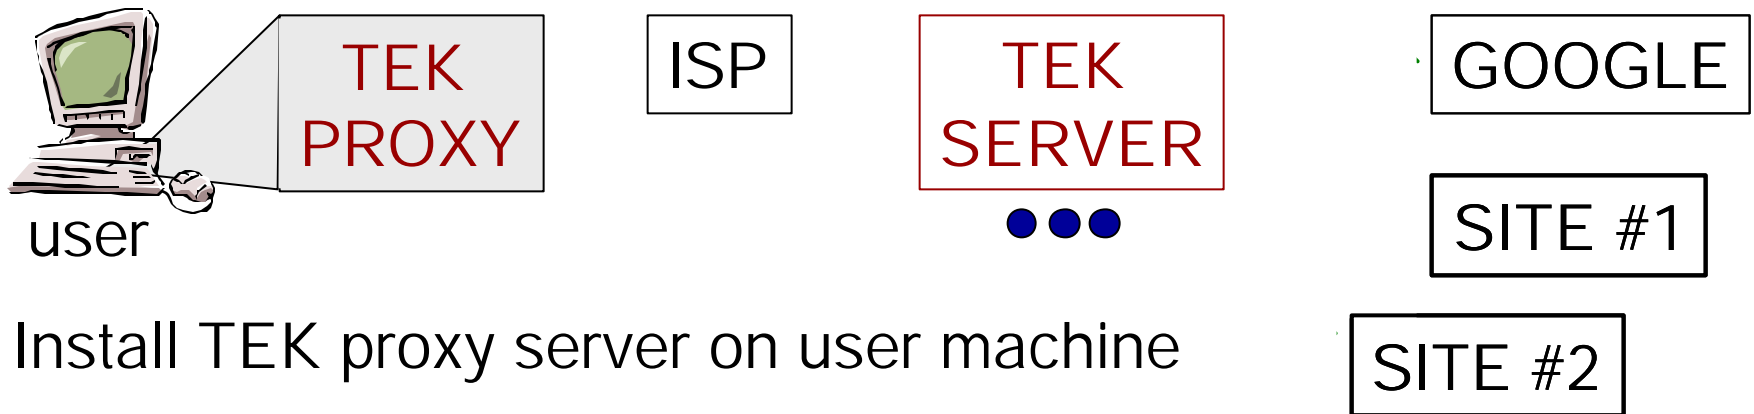 TEK
PROXY
ISP
TEK
SERVER
GOOGLE
user
SITE #1
Install TEK proxy server on user machine
SITE #2